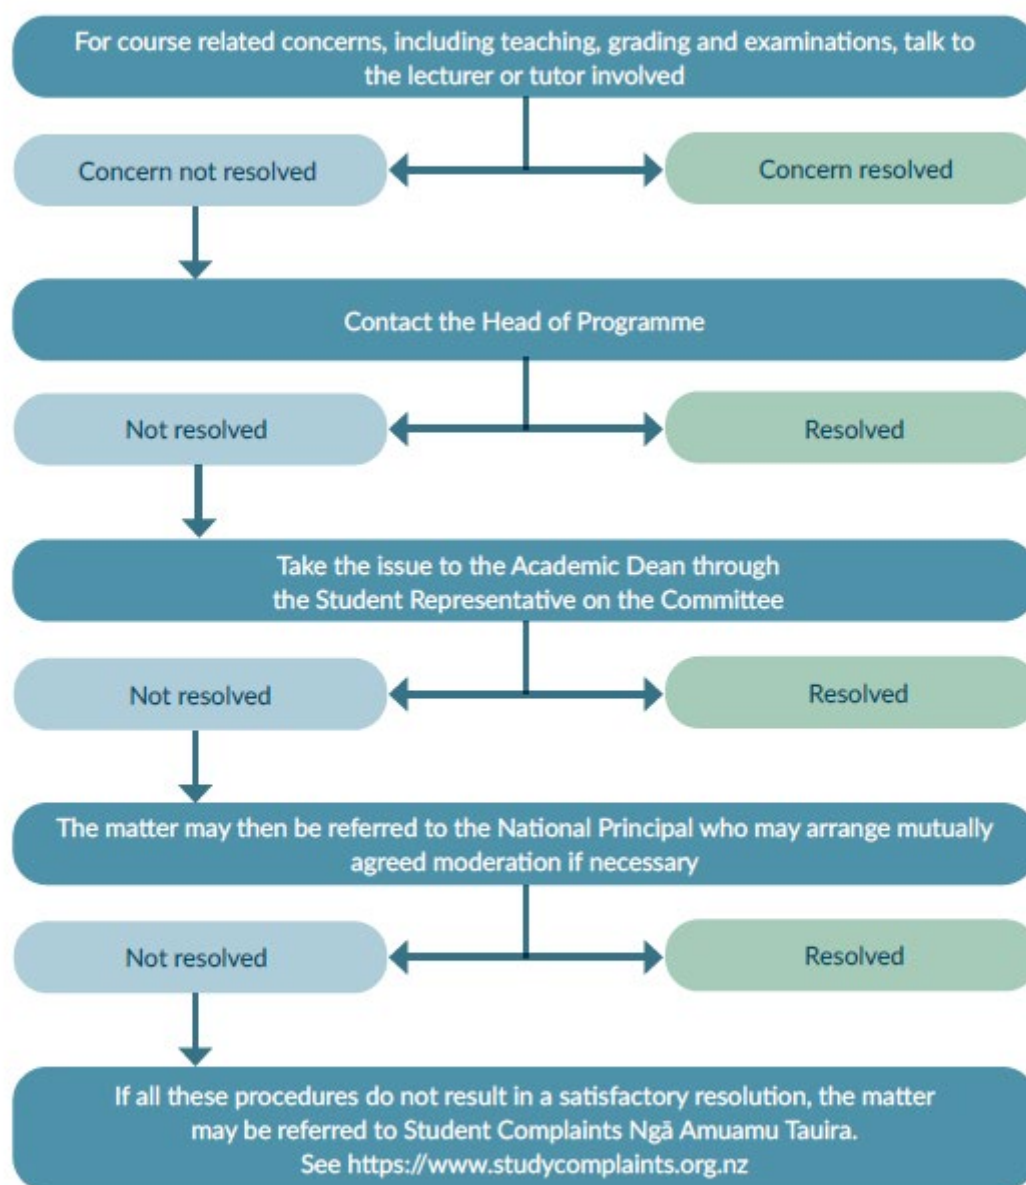 For course related concerns, including teaching, grading and examinations, talk to
the lecturer or tutor involved
Concern not resolved
Concern resolved
Contact the Head of Programme
Not resolved
Resolved
Take the issue to the Academic Dean through
the Student Representative on the Committee
Not resolved
Resolved
The matter may then be referred to the National Principal who may arrange mutually
agreed moderation if necessary
Not resolved
Resolved
If all these procedures do not result in a satisfactory resolution, the matter
may be referred to Student Complaints Ngā Amuamu Tauira.
See https://www.studycomplaints.org.nz